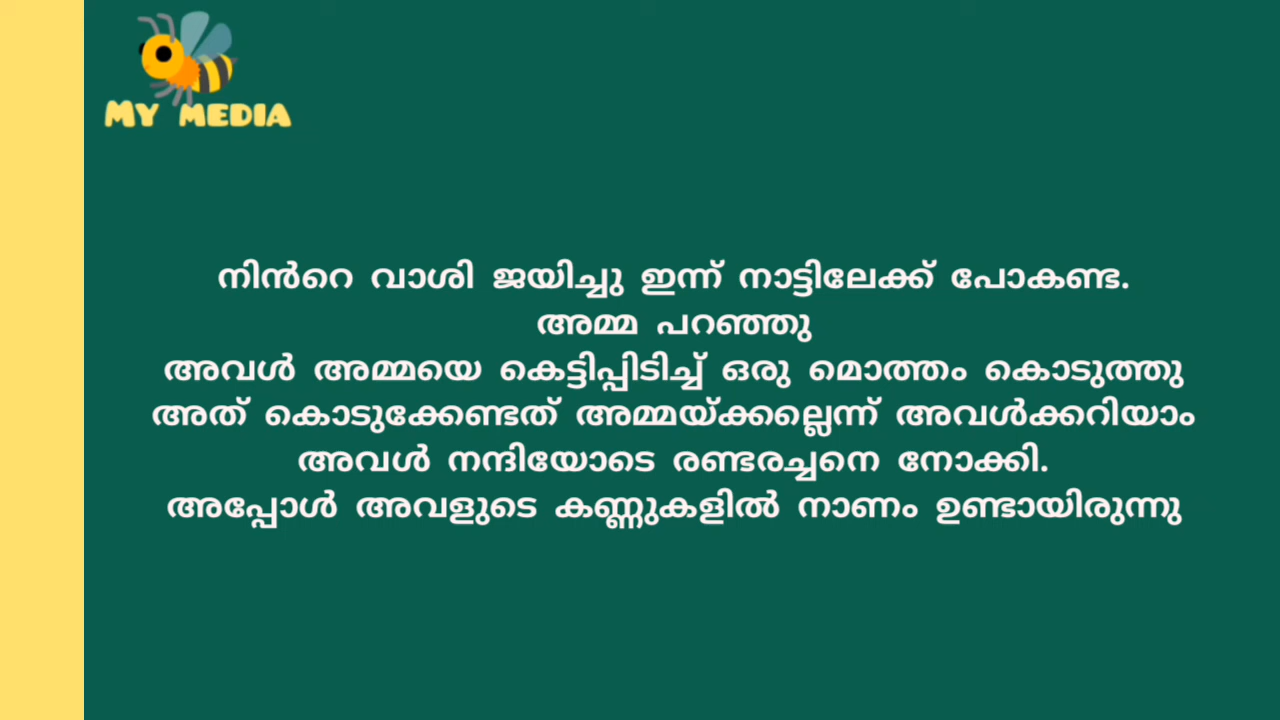 MY MEDIA
നിൻറെ വാശി ജയിച്ചു ഇന്ന് നാട്ടിലേക്ക് പോകണ്ട.
അമ്മ പറഞ്ഞു
അവൾ അമ്മയെ കെട്ടിപ്പിടിച്ച് ഒരു മൊത്തം കൊടുത്തു
അത് കൊടുക്കേണ്ടത് അമ്മയ്ക്കല്ലെന്ന് അവൾക്കറിയാം
അവൾ നന്ദിയോടെ രണ്ടരച്ചനെ നോക്കി.
അപ്പോൾ അവളുടെ കണ്ണുകളിൽ നാണം ഉണ്ടായിരുന്നു